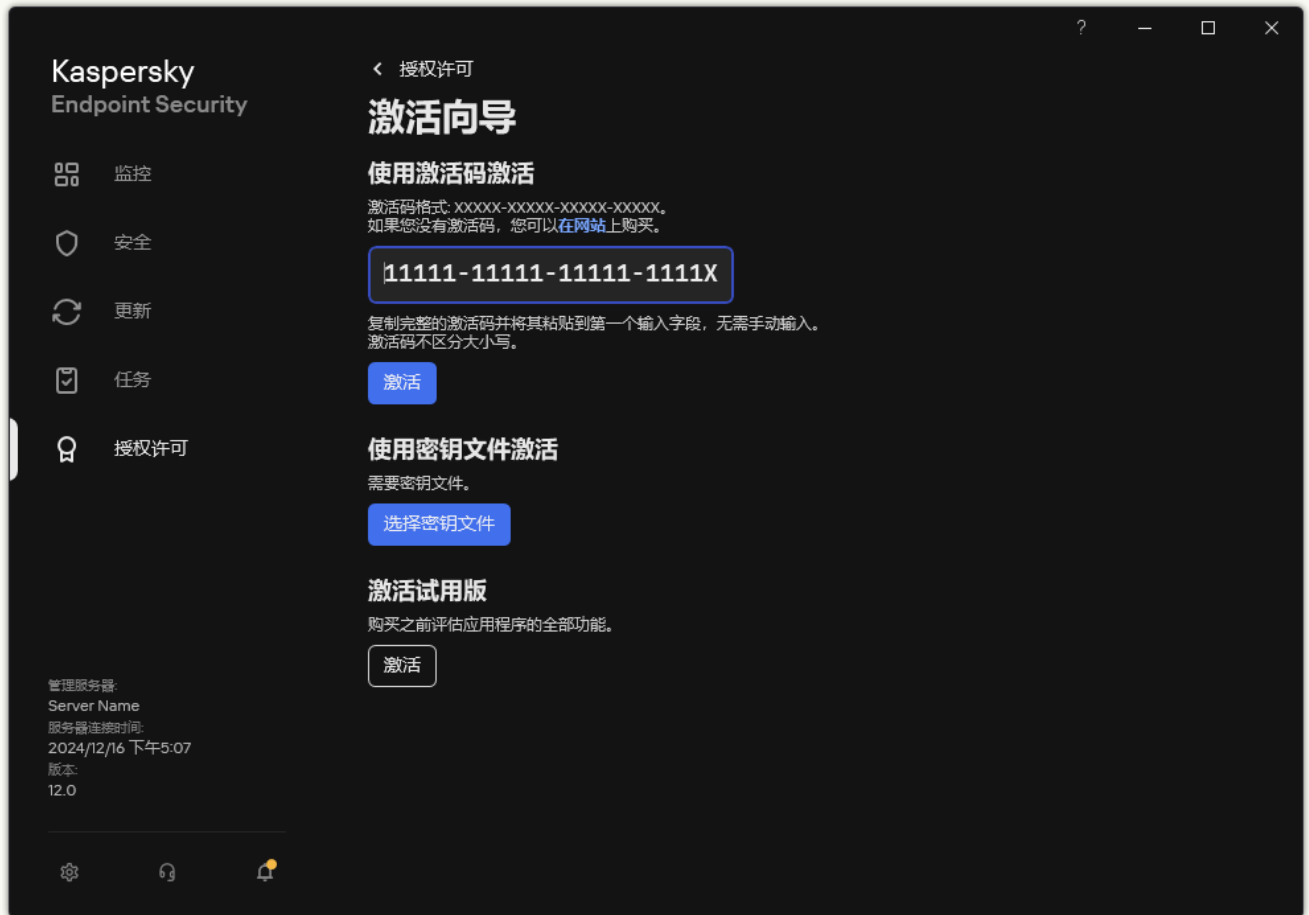 ?
Kaspersky
Endpoint Security
监控
安全
更新
任务
授权许可
管理服务器:
Server Name
服务器连接时间:
2024/12/16 下午5:07
版本:
12.0
授权许可
激活向导
使用激活码激活
激活码格式: XXXXX-XXXXX-XXXXX-XXXXX。
如果您没有激活码，您可以在网站上购买。
11111-11111-11111-1111X
复制完整的激活码并将其粘贴到第一个输入字段，无需手动输入。
激活码不区分大小写。
激活
使用密钥文件激活
需要密钥文件。
选择密钥文件
激活试用版
购买之前评估应用程序的全部功能。
激活